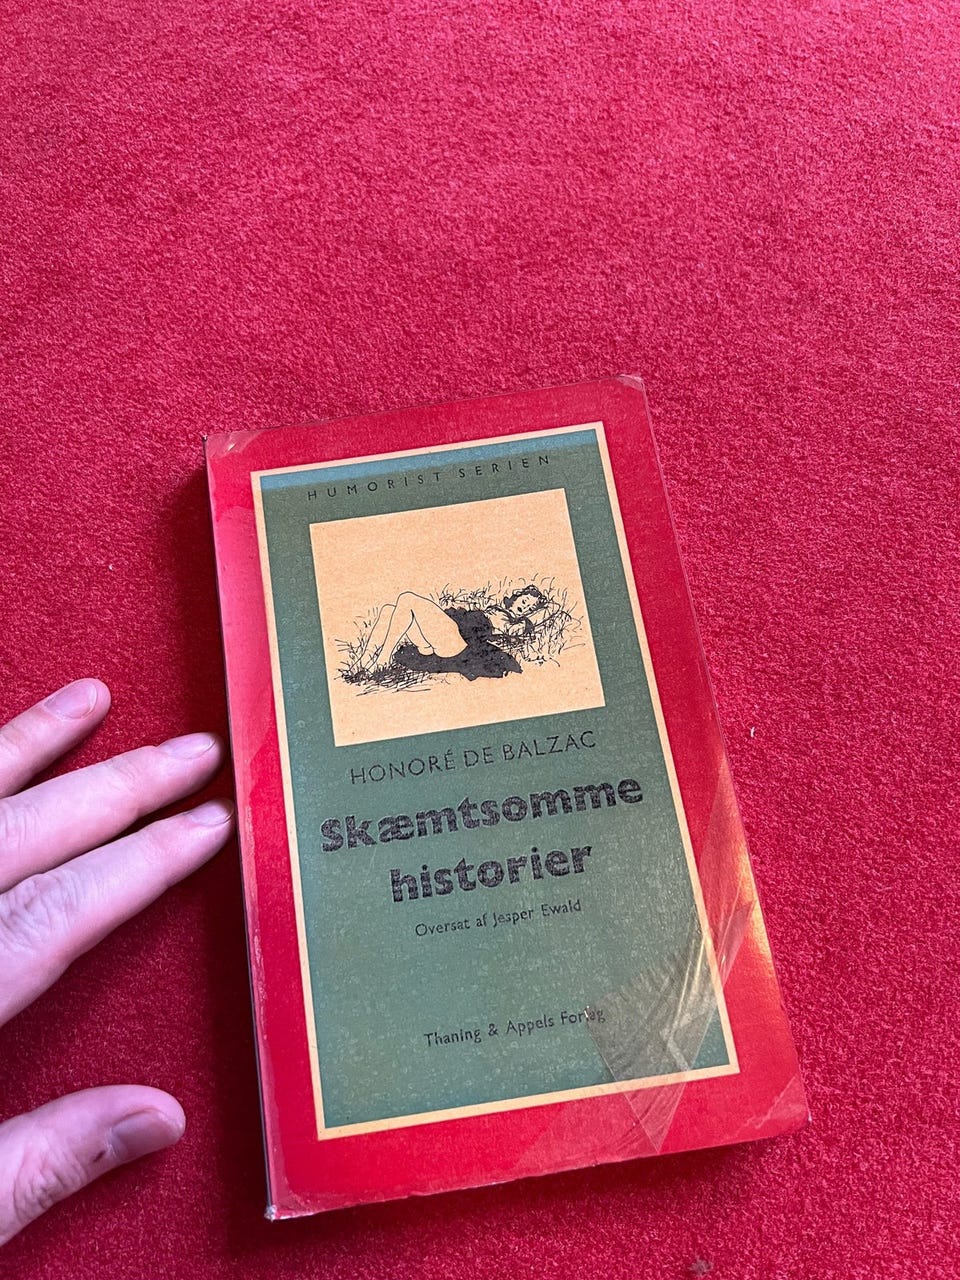 HUMORIST SERIEN
HONORÉ DE BALZAC
Skæmtsomme
historier
Oversat af Jesper Ewald
Thaning & Appels Forlag